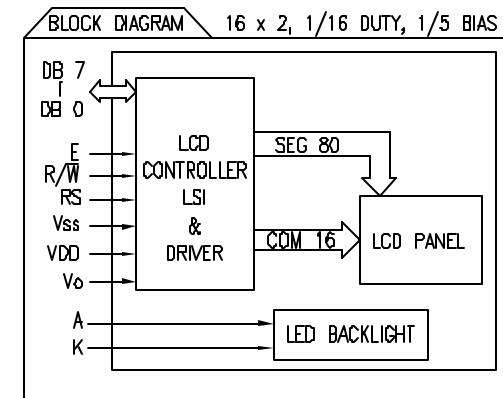 BLOCK DIAGRAM 16 x 2, 1/16 DUTY, 1/5 BIAS
DB 7
DB 0
E
R/W̅
RS
Vss
VDD
Vo
LCD
CONTROLLER
LSI
&
DRIVER
SEG 80
COM 16
LCD PANEL
A
K
LED BACKLIGHT